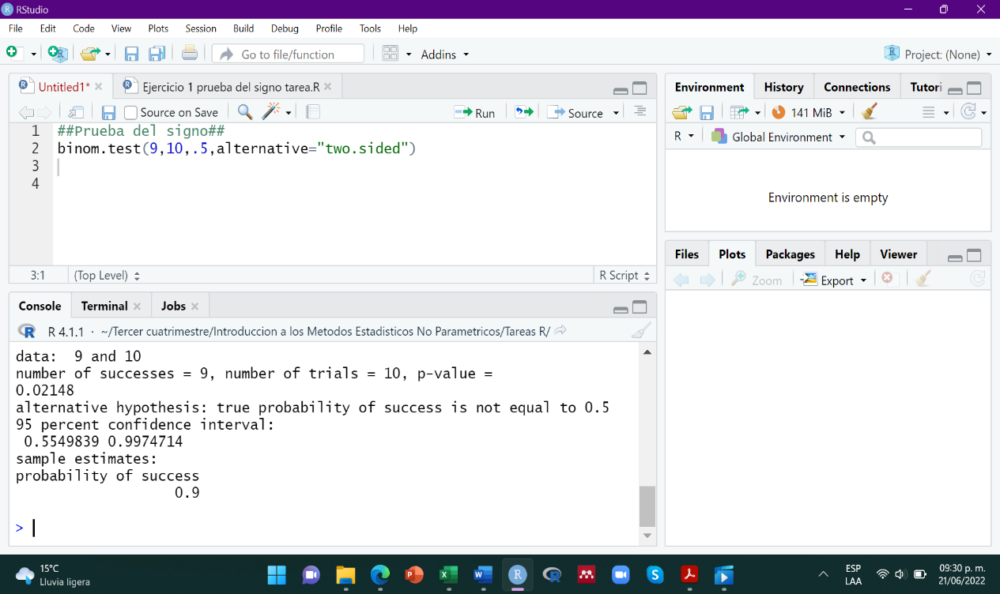 RStudio
File Edit Code View Plots Session Build Debug Profile Tools Help
Go to file/function Addins Project: (None)
Untitled1* Ejercicio 1 prueba del signo tarea.R
Source on Save Run Source
1 ##Prueba del signo##
2 binom.test(9,10,.5,alternative="two.sided")
3
4
3:1 (Top Level) R Script
Console Terminal Jobs
R 4.1.1 · ~/Tercer cuatrimestre/Introduccion a los Metodos Estadisticos No Parametricos/Tareas R/
data:  9 and 10
number of successes = 9, number of trials = 10, p-value =
0.02148
alternative hypothesis: true probability of success is not equal to 0.5
95 percent confidence interval:
 0.5549839 0.9974714
sample estimates:
probability of success
0.9
>
Environment History Connections Tutori
141 MiB
R Global Environment
Environment is empty
Files Plots Packages Help Viewer
Zoom Export
15°C
Lluvia ligera
ESP
LAA
09:30 p. m.
21/06/2022